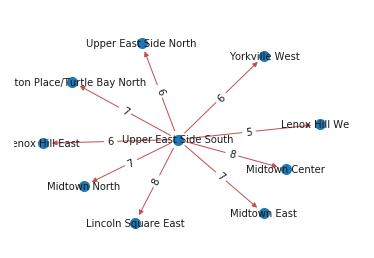 Upper East Side North
Yorkville West
ton Place/Turtle Bay North
6
6
7
Lenox Hill We
5
enox Hill East
6
Upper East Side South
8
Midtown Center
7
Midtown North
8
7
Midtown East
Lincoln Square East